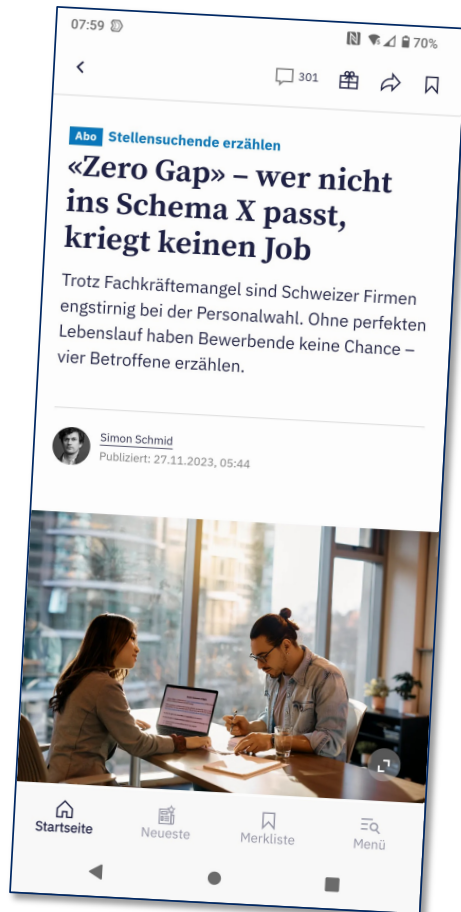 07:59 70%
301
Abo Stellensuchende erzählen
«Zero Gap» – wer nicht
ins Schema X passt,
kriegt keinen Job
Trotz Fachkräftemangel sind Schweizer Firmen
engstirnig bei der Personalwahl. Ohne perfekten
Lebenslauf haben Bewerbende keine Chance –
vier Betroffene erzählen.
Simon Schmid
Publiziert: 27.11.2023, 05:44
Startseite
Neueste
Merkliste
Menü